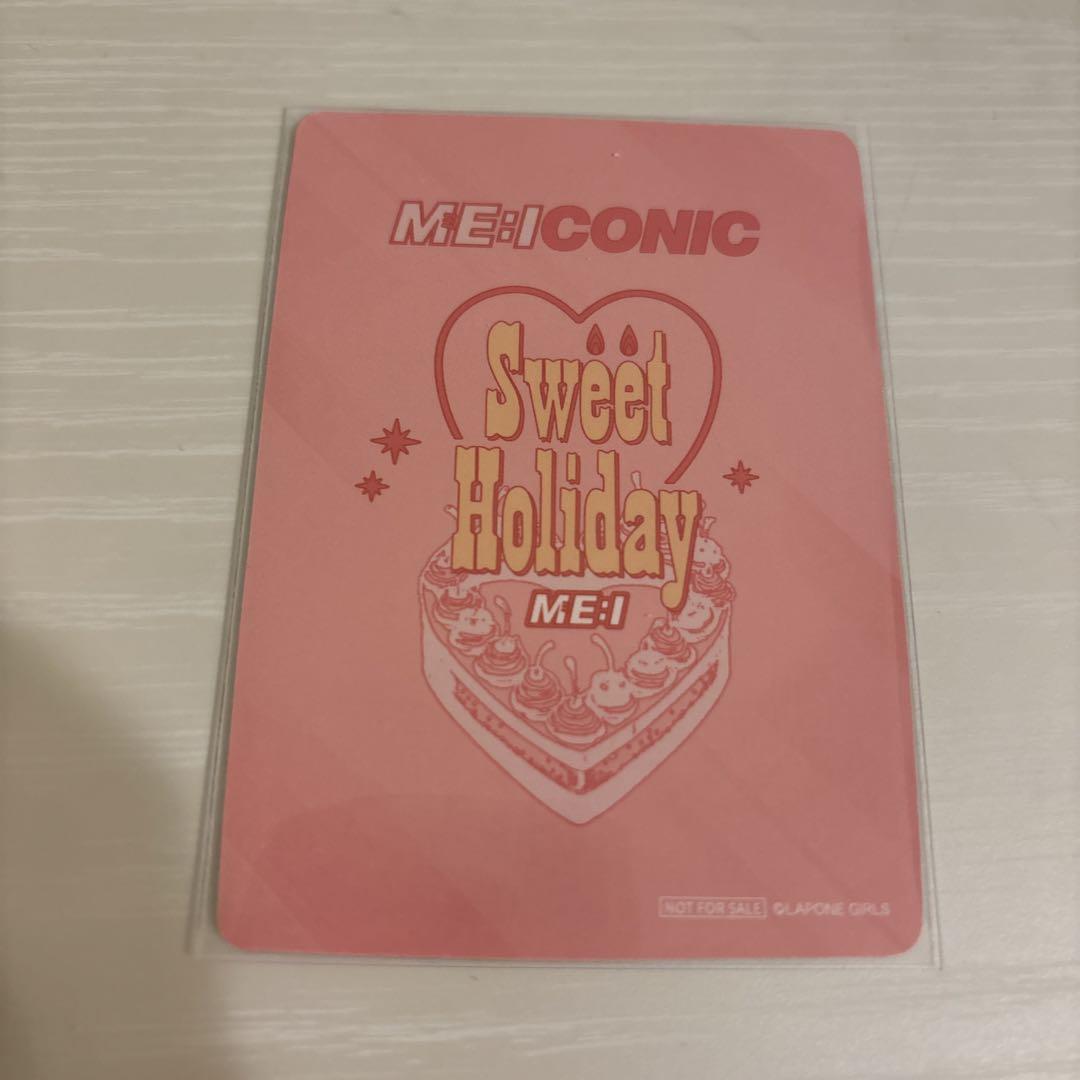 ME:ICONIC
Sweet
Holiday
ME:I
NOT FOR SALE ©LAPONE GIRLS